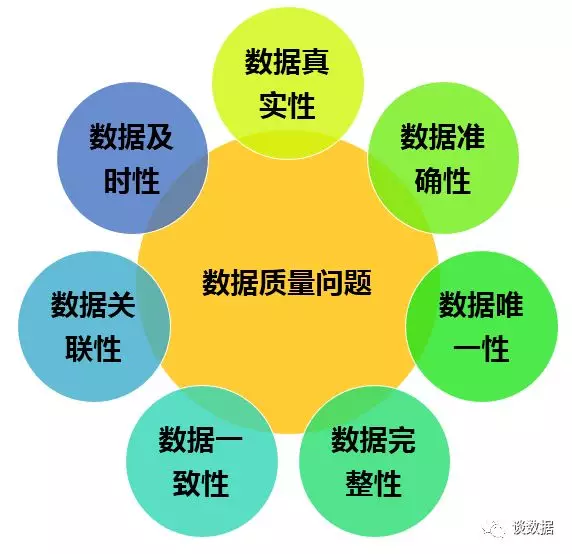 数据真
实性
数据准
确性
数据唯
一性
数据完
整性
数据一
致性
数据关
联性
数据及
时性
数据质量问题
谈数据